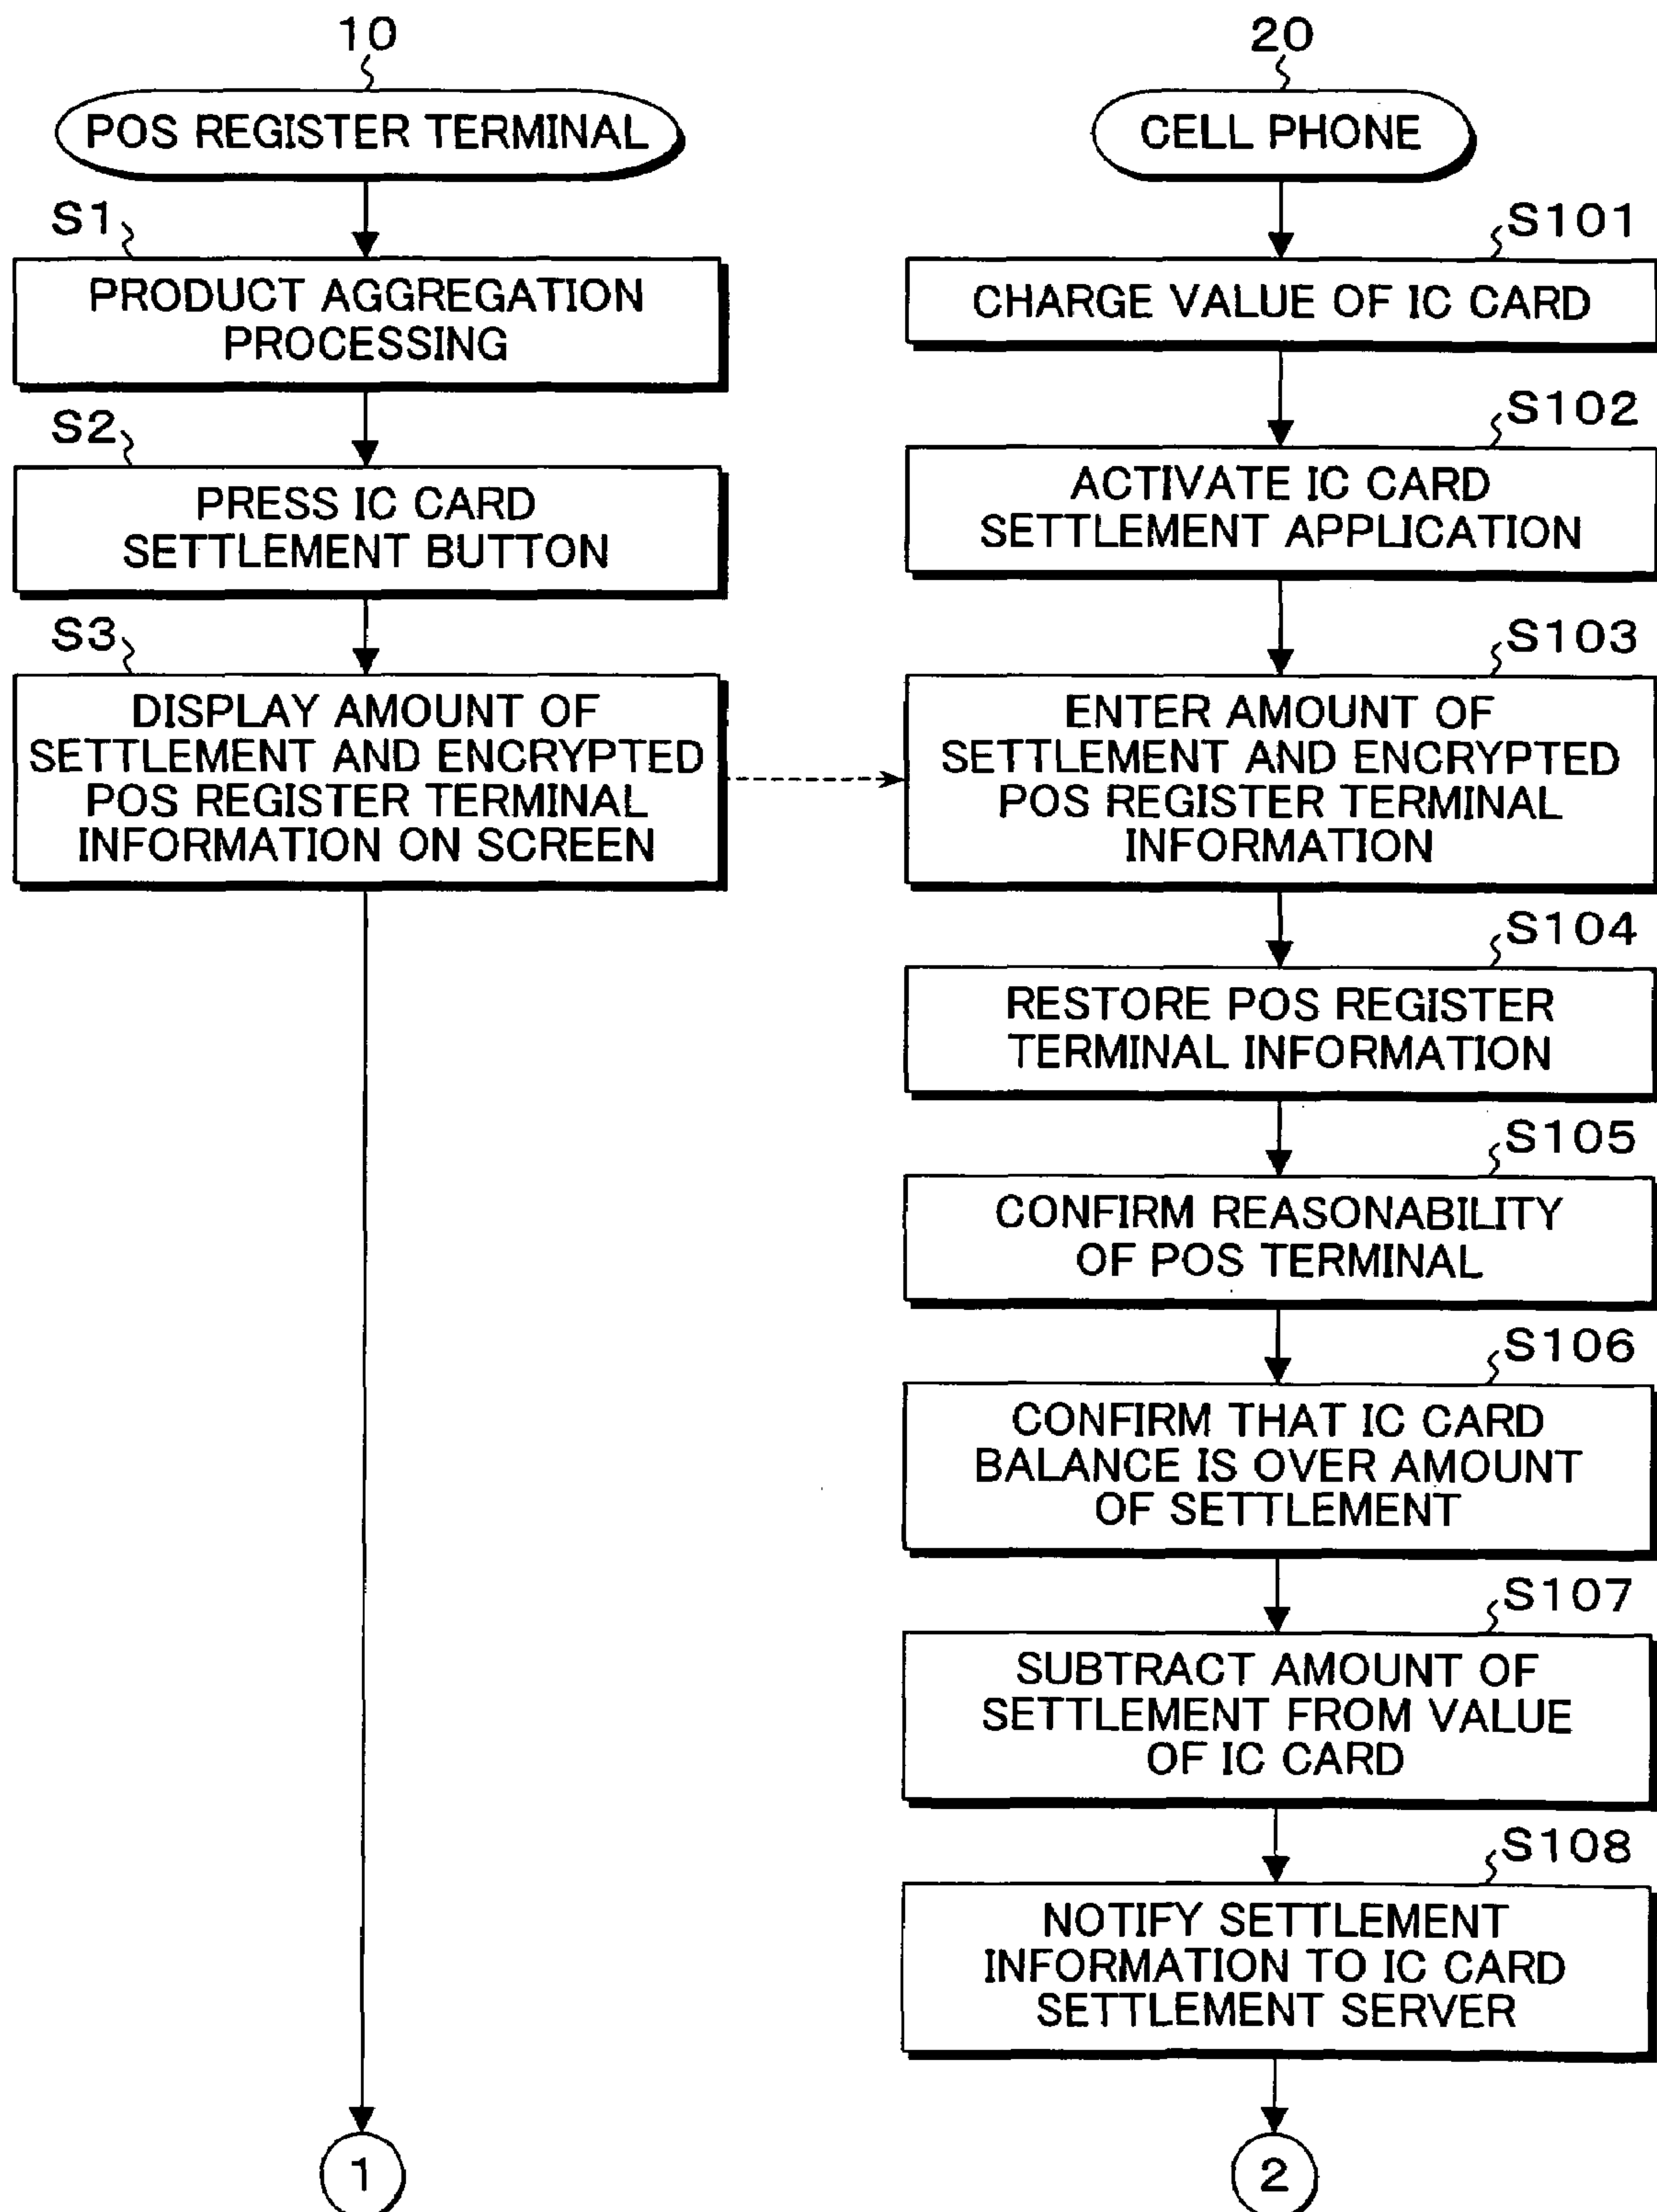 10
POS REGISTER TERMINAL
S1
PRODUCT AGGREGATION
PROCESSING
S2
PRESS IC CARD
SETTLEMENT BUTTON
S3
DISPLAY AMOUNT OF
SETTLEMENT AND ENCRYPTED
POS REGISTER TERMINAL
INFORMATION ON SCREEN
1
20
CELL PHONE
S101
CHARGE VALUE OF IC CARD
S102
ACTIVATE IC CARD
SETTLEMENT APPLICATION
S103
ENTER AMOUNT OF
SETTLEMENT AND ENCRYPTED
POS REGISTER TERMINAL
INFORMATION
S104
RESTORE POS REGISTER
TERMINAL INFORMATION
S105
CONFIRM REASONABILITY
OF POS TERMINAL
S106
CONFIRM THAT IC CARD
BALANCE IS OVER AMOUNT
OF SETTLEMENT
S107
SUBTRACT AMOUNT OF
SETTLEMENT FROM VALUE
OF IC CARD
S108
NOTIFY SETTLEMENT
INFORMATION TO IC CARD
SETTLEMENT SERVER
2